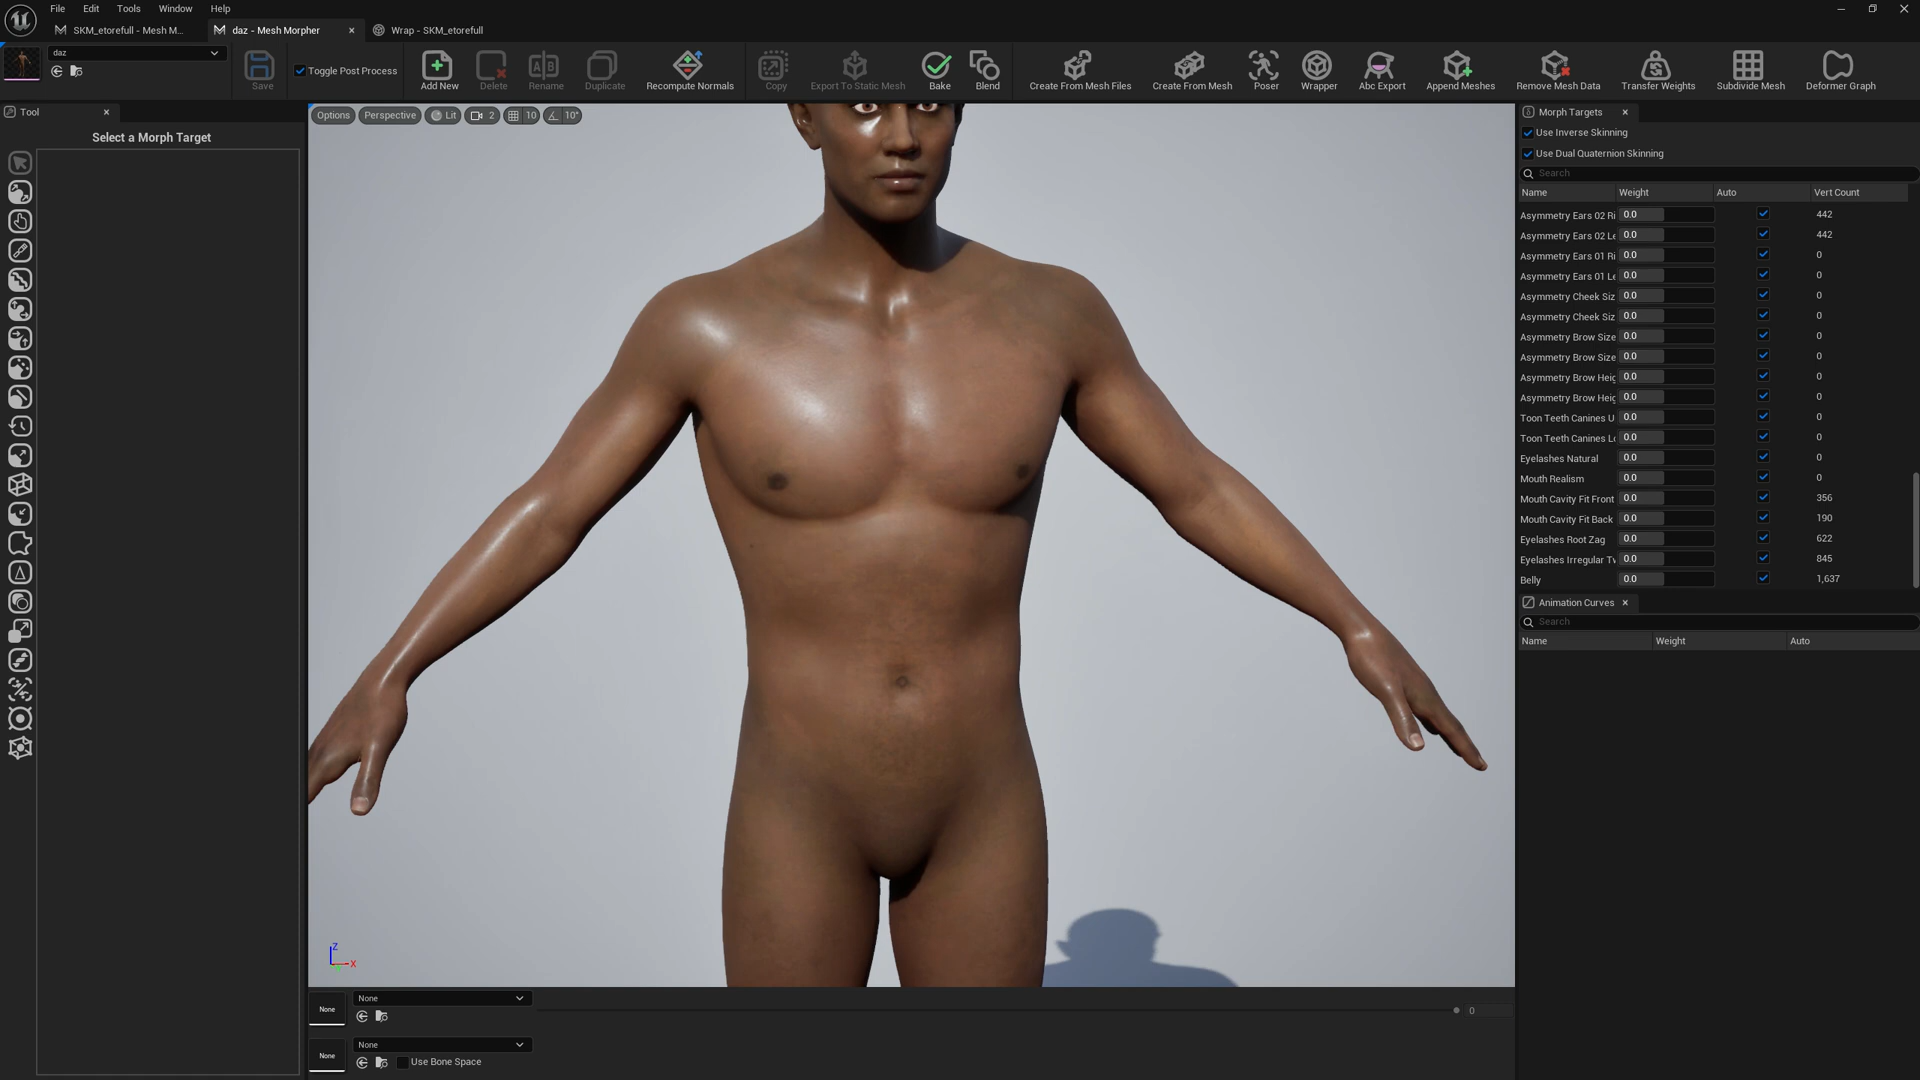 File Edit Tools Window Help
SKM_etorefull - Mesh M... daz - Mesh Morpher Wrap - SKM_etorefull
daz
Toggle Post Process
Save Add New Delete Rename Duplicate Recompute Normals Copy Export To Static Mesh Bake Blend Create From Mesh Files Create From Mesh Poser Wrapper Abc Export Append Meshes Remove Mesh Data Transfer Weights Subdivide Mesh Deformer Graph
Tool
Select a Morph Target
Options Perspective Lit 2 10 10°
Z
X
None
None
0
None
None
Use Bone Space
Morph Targets
Use Inverse Skinning
Use Dual Quaternion Skinning
Search
Name Weight Auto Vert Count
Asymmetry Ears 02 Ri 0.0 442
Asymmetry Ears 02 Le 0.0 442
Asymmetry Ears 01 Ri 0.0 0
Asymmetry Ears 01 Le 0.0 0
Asymmetry Cheek Siz 0.0 0
Asymmetry Cheek Siz 0.0 0
Asymmetry Brow Size 0.0 0
Asymmetry Brow Size 0.0 0
Asymmetry Brow Heig 0.0 0
Asymmetry Brow Heig 0.0 0
Toon Teeth Canines U 0.0 0
Toon Teeth Canines Lo 0.0 0
Eyelashes Natural 0.0 0
Mouth Realism 0.0 0
Mouth Cavity Fit Front 0.0 356
Mouth Cavity Fit Back 0.0 190
Eyelashes Root Zag 0.0 622
Eyelashes Irregular Tw 0.0 845
Belly 0.0 1,637
Animation Curves
Search
Name Weight Auto